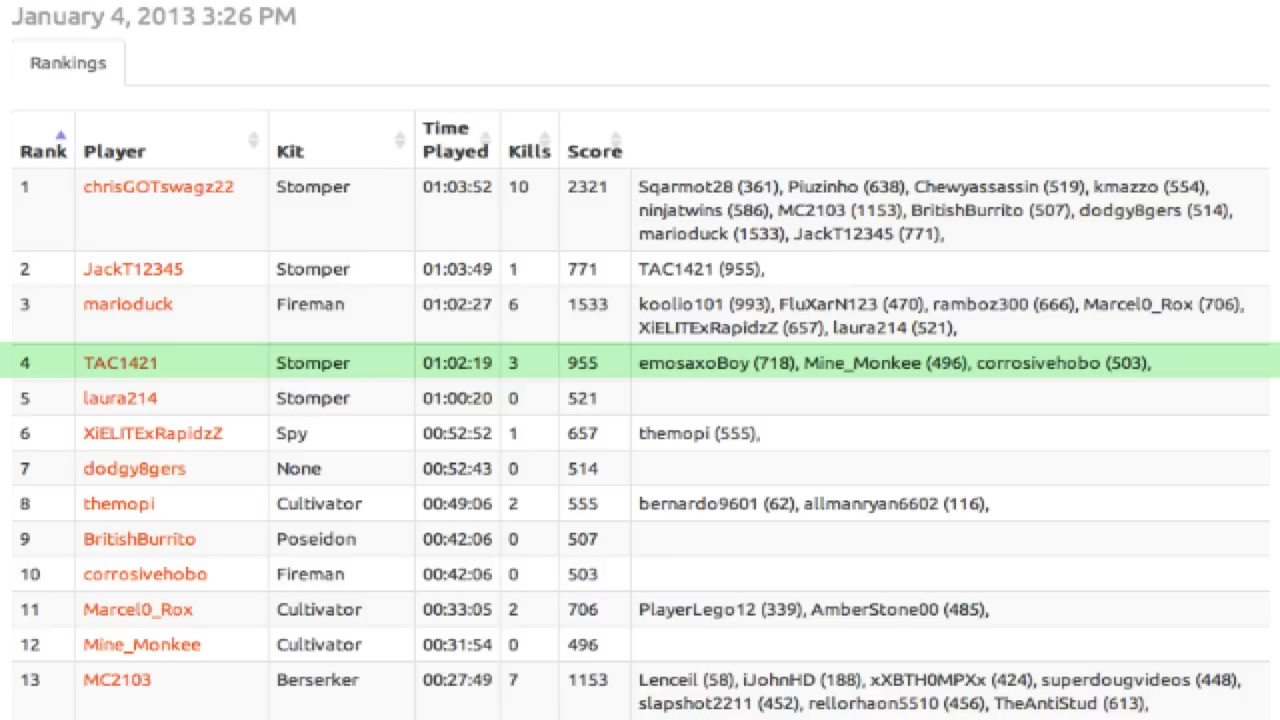 January 4, 2013 3:26 PM
Rankings
Rank Player Kit Time Played Kills Score
1 chrisGOTswagz22 Stomper 01:03:52 10 2321 Sqarmot28 (361), Piuzinho (638), Chewyassassin (519), kmazzo (554),
ninjatwins (586), MC2103 (1153), BritishBurrito (507), dodgy8gers (514),
marioduck (1533), JackT12345 (771),
2 JackT12345 Stomper 01:03:49 1 771 TAC1421 (955),
3 marioduck Fireman 01:02:27 6 1533 koolio101 (993), FluXarN123 (470), ramboz300 (666), Marcel0_Rox (706),
XiELITExRapidzZ (657), laura214 (521),
4 TAC1421 Stomper 01:02:19 3 955 emosaxoBoy (718), Mine_Monkee (496), corrosivehobo (503),
5 laura214 Stomper 01:00:20 0 521
6 XiELITExRapidzZ Spy 00:52:52 1 657 themopi (555),
7 dodgy8gers None 00:52:43 0 514
8 themopi Cultivator 00:49:06 2 555 bernardo9601 (62), allmanryan6602 (116),
9 BritishBurrito Poseidon 00:42:06 0 507
10 corrosivehobo Fireman 00:42:06 0 503
11 Marcel0_Rox Cultivator 00:33:05 2 706 PlayerLego12 (339), AmberStone00 (485),
12 Mine_Monkee Cultivator 00:31:54 0 496
13 MC2103 Berserker 00:27:49 7 1153 Lenceil (58), iJohnHD (188), xXBTH0MPXx (424), superdougvideos (448),
slapshot2211 (452), rellorhaon5510 (456), TheAntiStud (613),